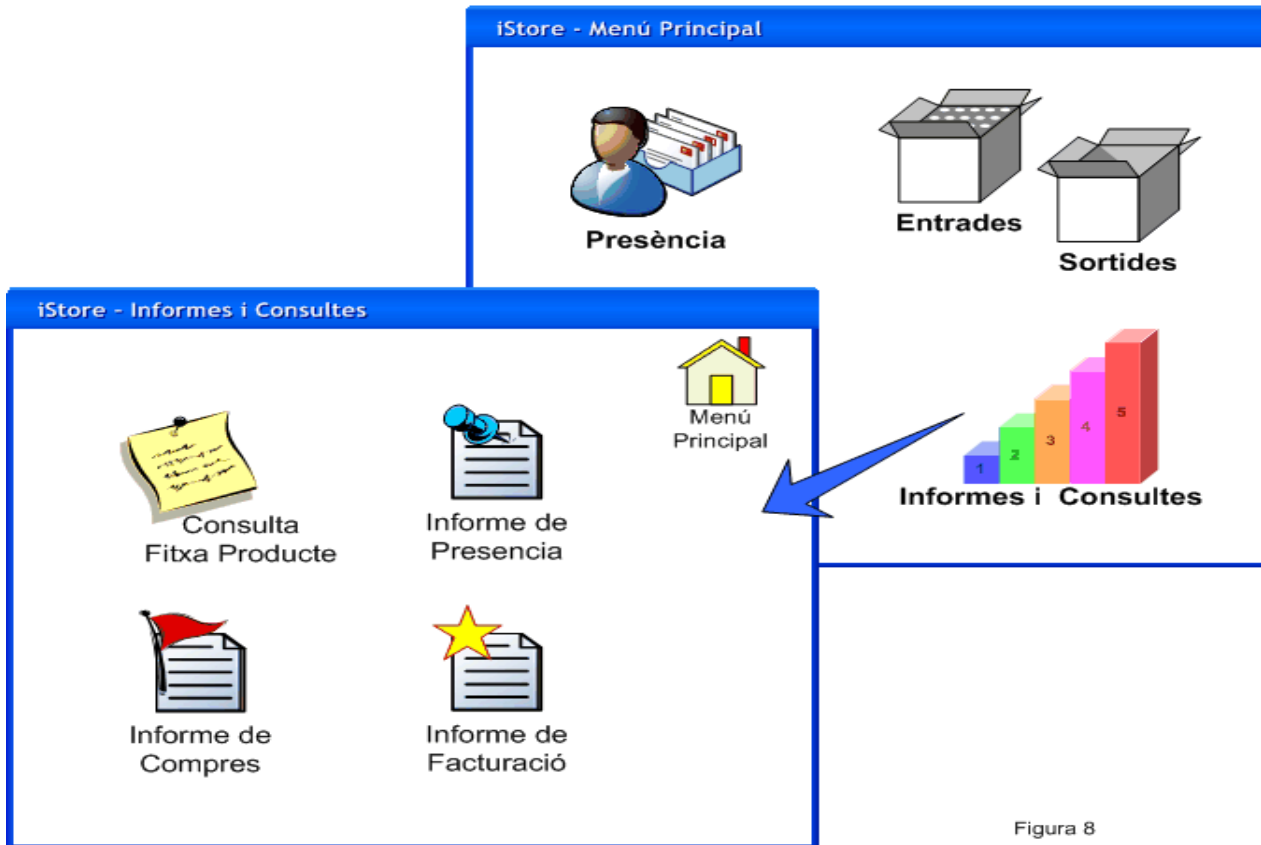 iStore - Menú Principal
Presència
Entrades
Sortides
1
2
3
4
5
Informes i Consultes
iStore - Informes i Consultes
Menú
Principal
Consulta
Fitxa Producte
Informe de
Presencia
Informe de
Compres
Informe de
Facturació
Figura 8